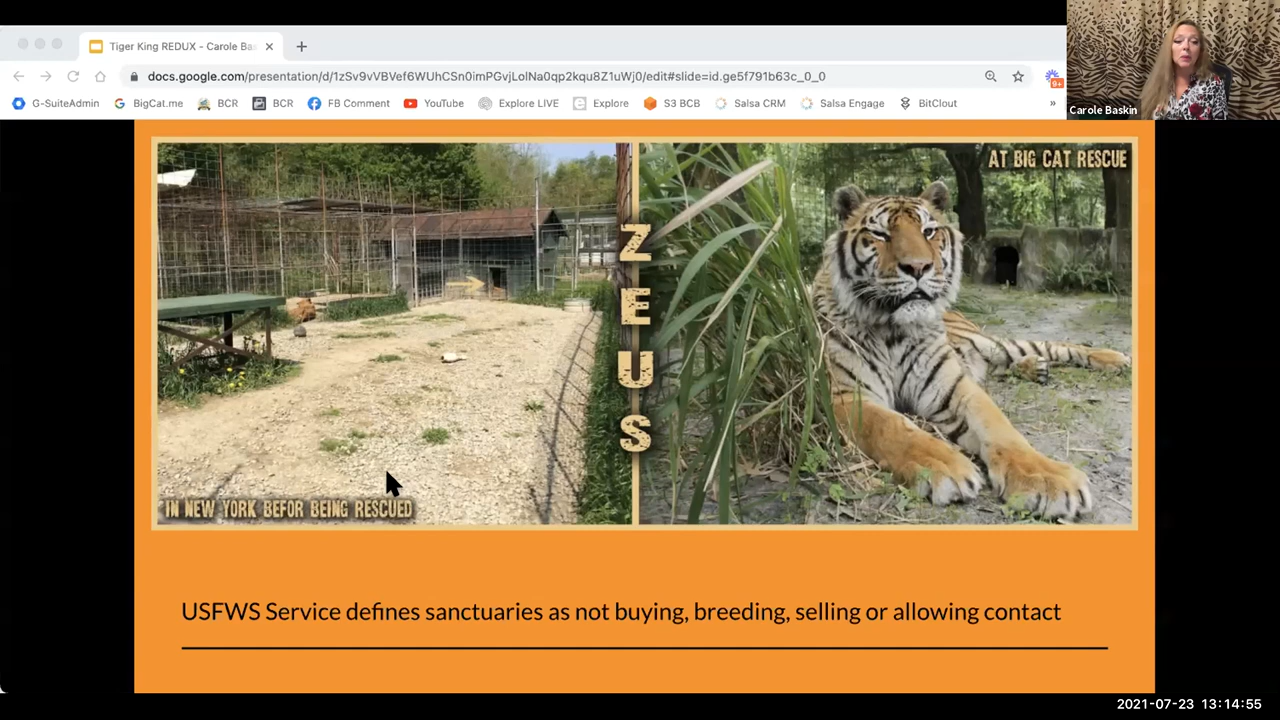 Tiger King REDUX - Carole Ba
docs.google.com/presentation/d/1zSv9vVBVef6WUhCSn0imPGvjLolNa0qp2kqu8Z1uWj0/edit#slide=id.ge5f791b63c_0_0
9+
G-SuiteAdmin BigCat.me BCR BCR FB Comment YouTube Explore LIVE Explore S3 BCB Salsa CRM Salsa Engage BitClout »
Carole Baskin
AT BIG CAT RESCUE
ZEUS
IN NEW YORK BEFOR BEING RESCUED
USFWS Service defines sanctuaries as not buying, breeding, selling or allowing contact
2021-07-23 13:14:55